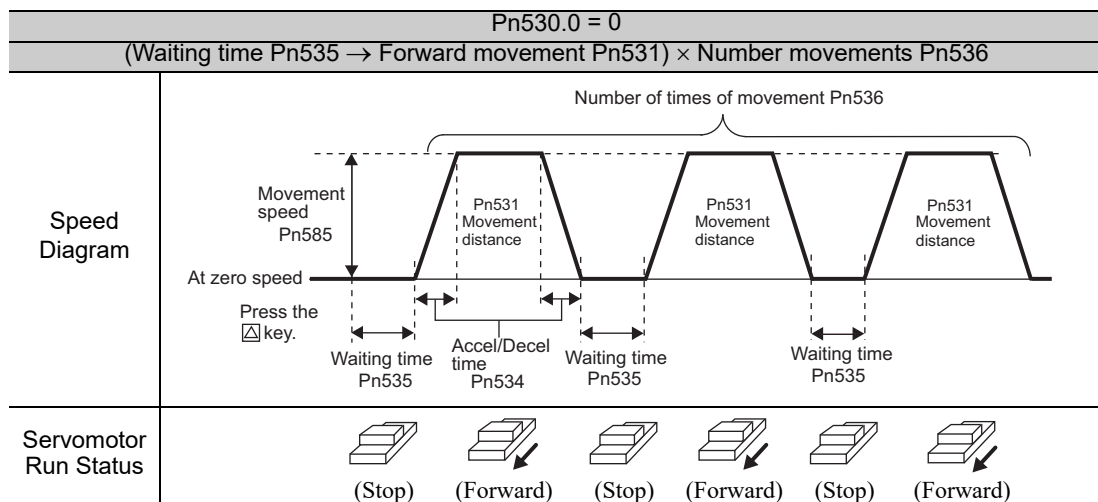 Pn530.0 = 0
(Waiting time Pn535 → Forward movement Pn531) × Number movements Pn536
Speed
Diagram
Number of times of movement Pn536
Movement
speed
Pn585
Pn531
Movement
distance
Pn531
Movement
distance
Pn531
Movement
distance
At zero speed
Press the
△ key.
Waiting time
Pn535
Accel/Decel
time
Pn534
Waiting time
Pn535
Waiting time
Pn535
Servomotor
Run Status
(Stop) (Forward) (Stop) (Forward) (Stop) (Forward)